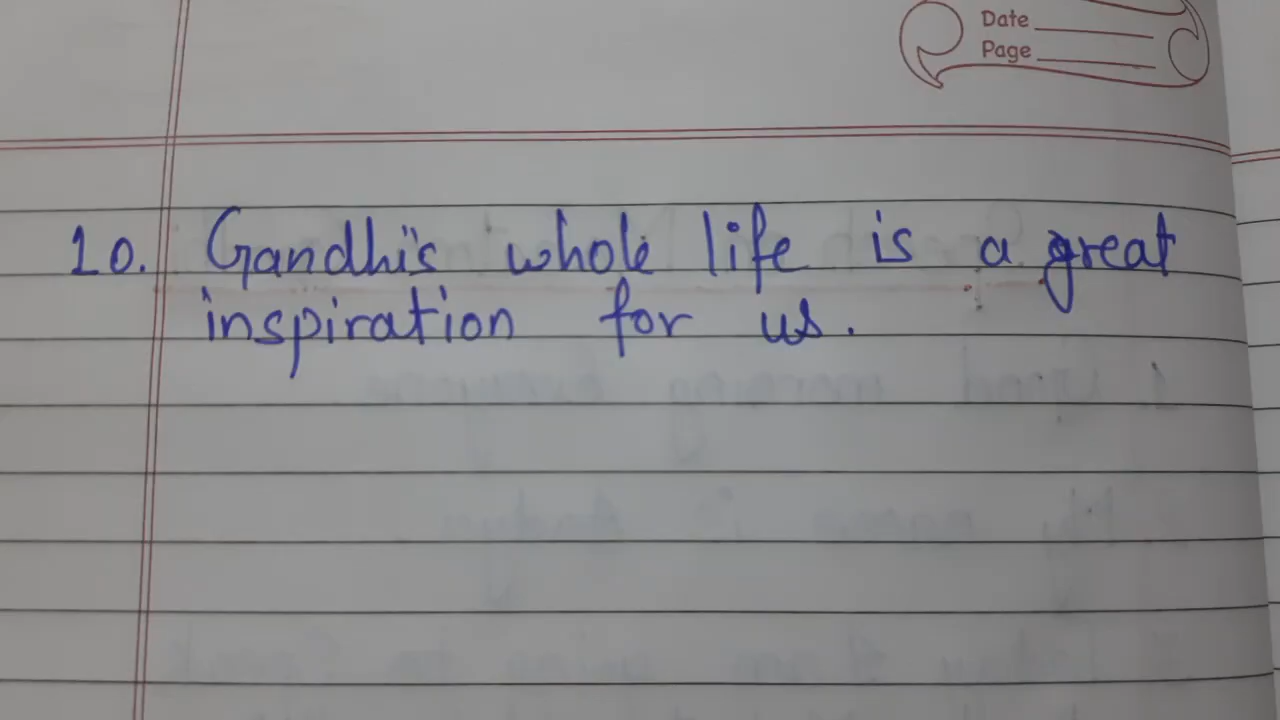 Date
Page
10. Gandhi's whole life is a great
inspiration for us.